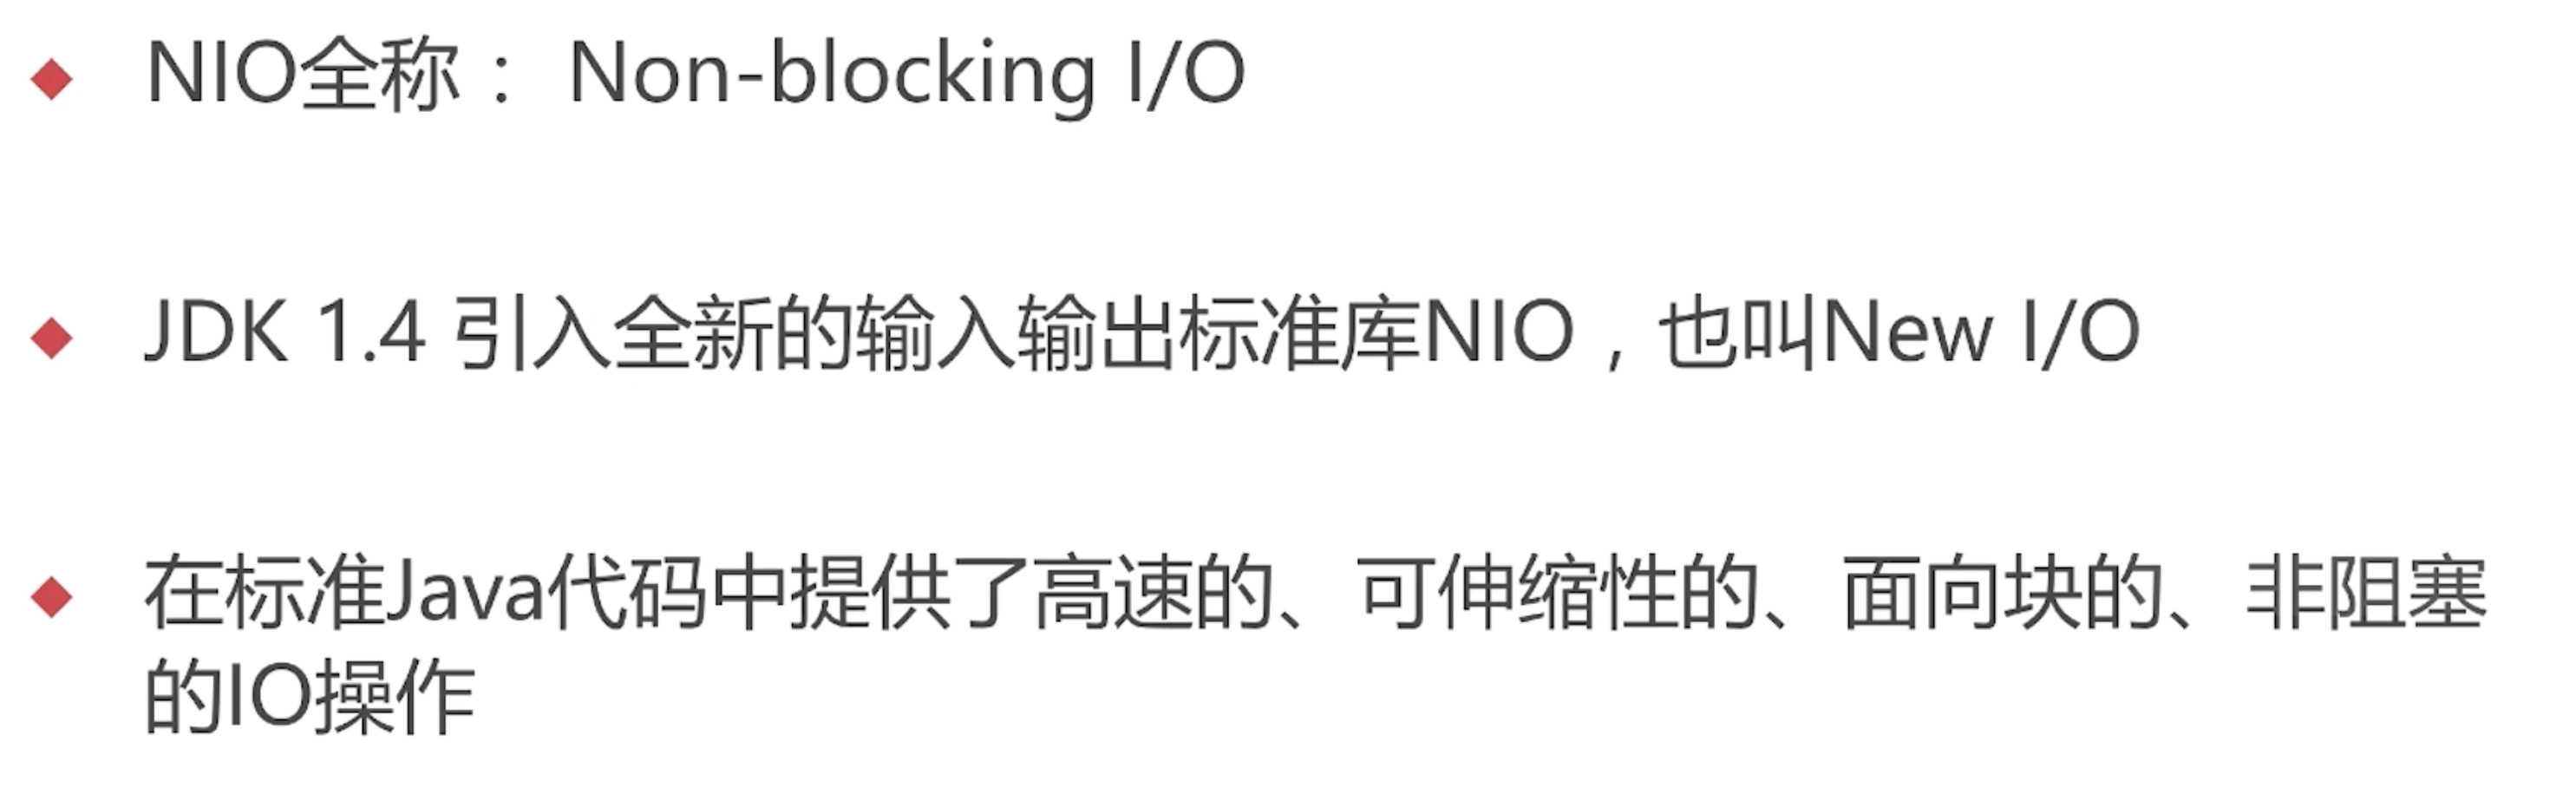 NIO全称： Non-blocking I/O
JDK 1.4 引入全新的输入输出标准库NIO，也叫New I/O
在标准Java代码中提供了高速的、可伸缩性的、面向块的、非阻塞
的IO操作